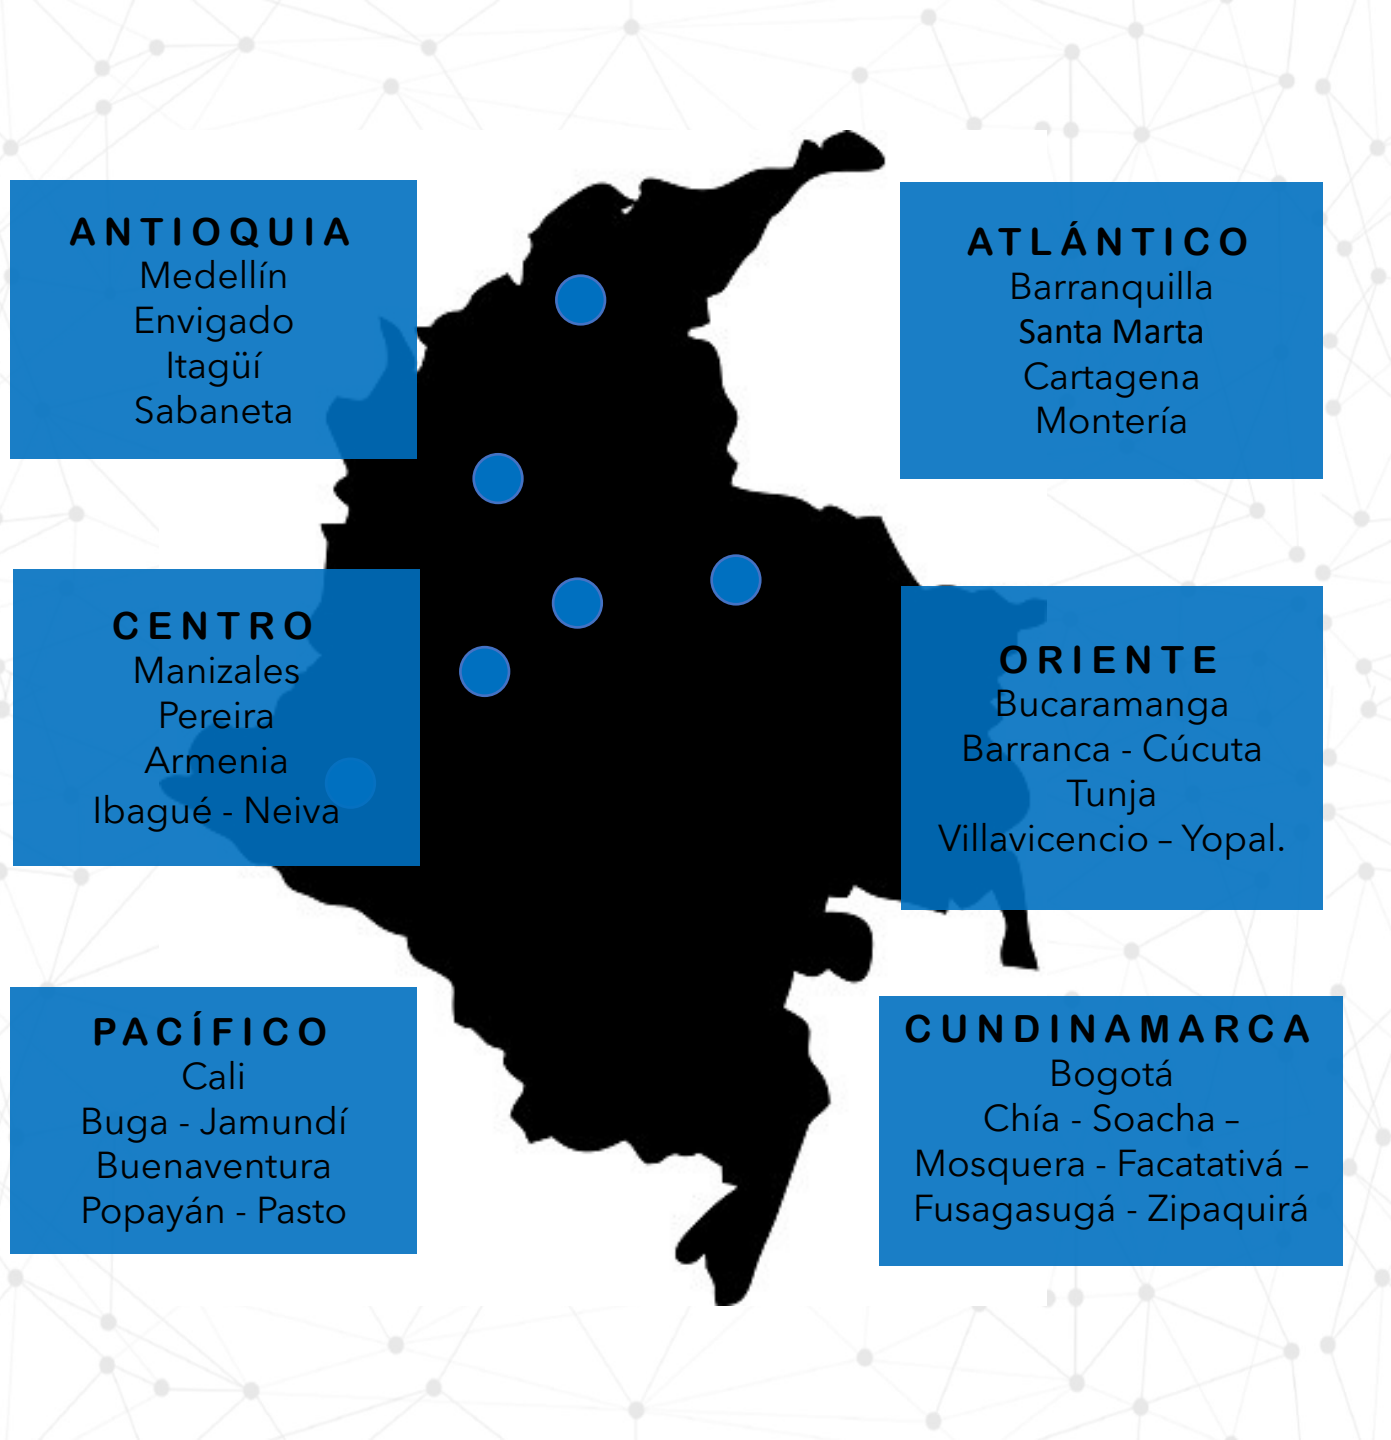 ANTIOQUIA
Medellín
Envigado
Itagüí
Sabaneta
ATLÁNTICO
Barranquilla
Santa Marta
Cartagena
Montería
CENTRO
Manizales
Pereira
Armenia
Ibagué - Neiva
ORIENTE
Bucaramanga
Barranca - Cúcuta
Tunja
Villavicencio – Yopal.
PACÍFICO
Cali
Buga - Jamundí
Buenaventura
Popayán - Pasto
CUNDINAMARCA
Bogotá
Chía - Soacha –
Mosquera - Facatativá –
Fusagasugá - Zipaquirá